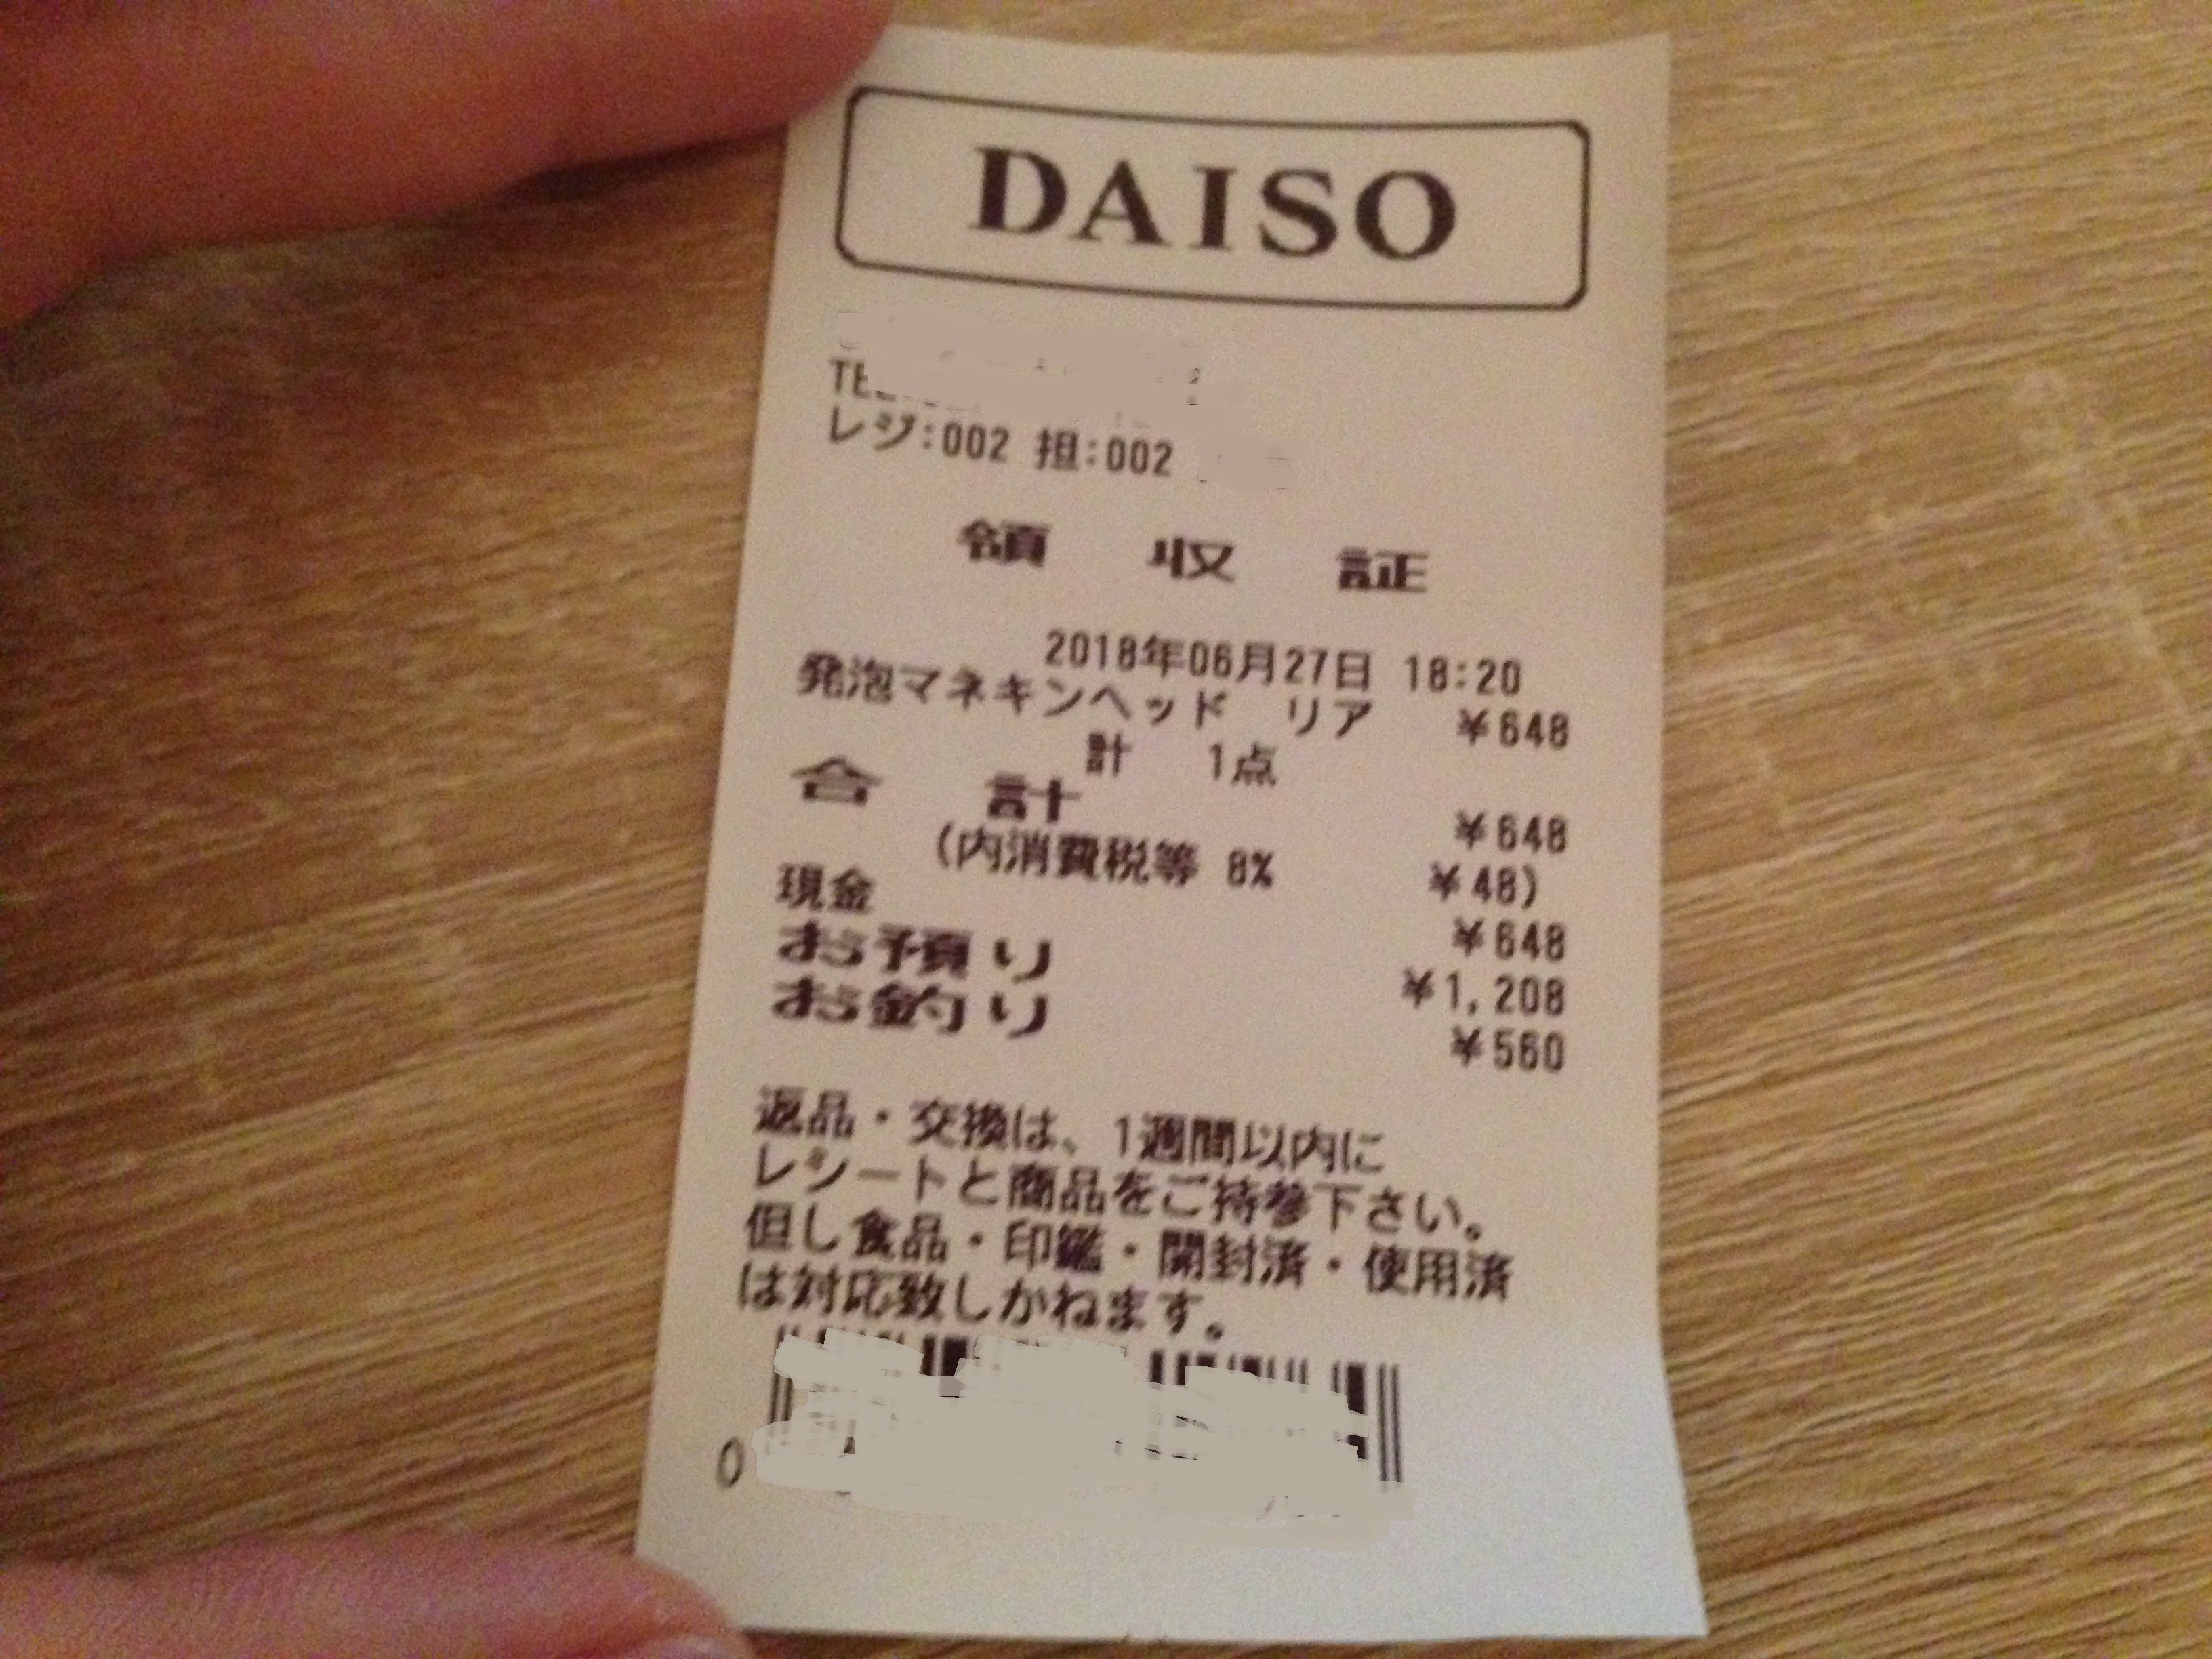 DAISO
レジ:002 担:002
領 収 証
2018年06月27日 18:20
発泡マネキンヘッド リア ¥648
計 1点
合 計 ¥648
(内消費税等 8% ¥48)
現金 ¥648
お預り ¥1,208
お釣り ¥560
返品・交換は、1週間以内に
レシートと商品をご持参下さい。
但し食品・印鑑・開封済・使用済
は対応致しかねます。
0